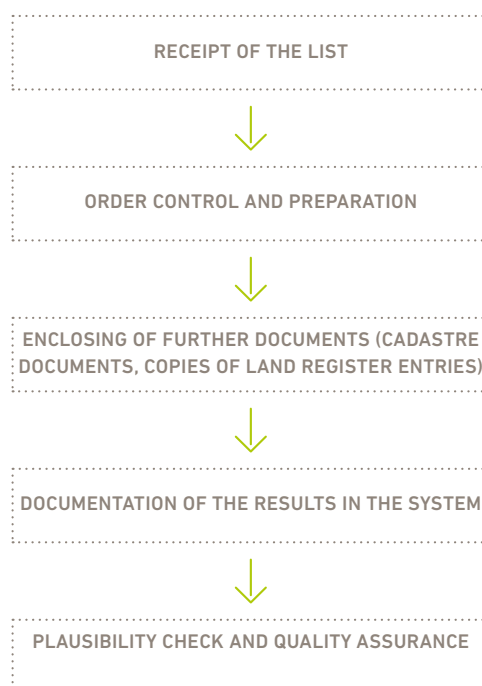 RECEIPT OF THE LIST
ORDER CONTROL AND PREPARATION
ENCLOSING OF FURTHER DOCUMENTS (CADASTRE
DOCUMENTS, COPIES OF LAND REGISTER ENTRIES)
DOCUMENTATION OF THE RESULTS IN THE SYSTEM
PLAUSIBILITY CHECK AND QUALITY ASSURANCE